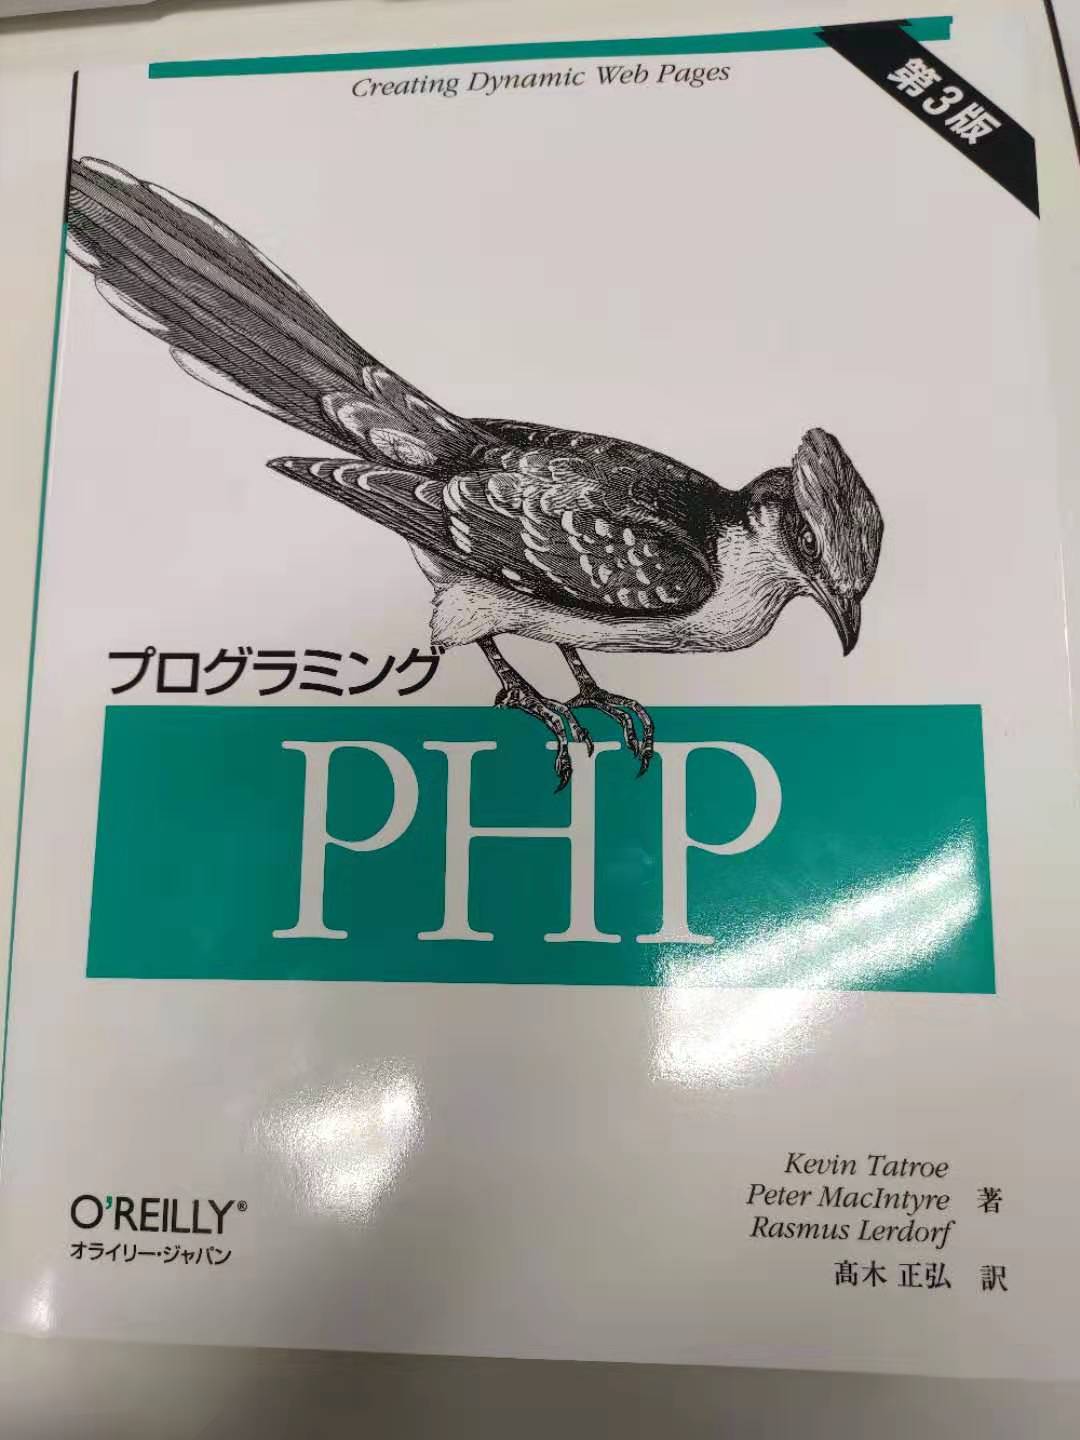 Creating Dynamic Web Pages
第3版
プログラミング
PHP
Kevin Tatroe
Peter MacIntyre 著
Rasmus Lerdorf
髙木 正弘 訳
O'REILLY®
オライリー・ジャパン